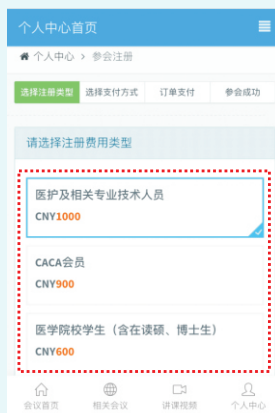 个人中心首页
个人中心 > 参会注册
选择注册类型 选择支付方式 订单支付 参会成功
请选择注册费用类型
医护及相关专业技术人员
CNY1000
CACA会员
CNY900
医学院校学生（含在读硕、博士生）
CNY600
会议首页 相关会议 讲课视频 个人中心